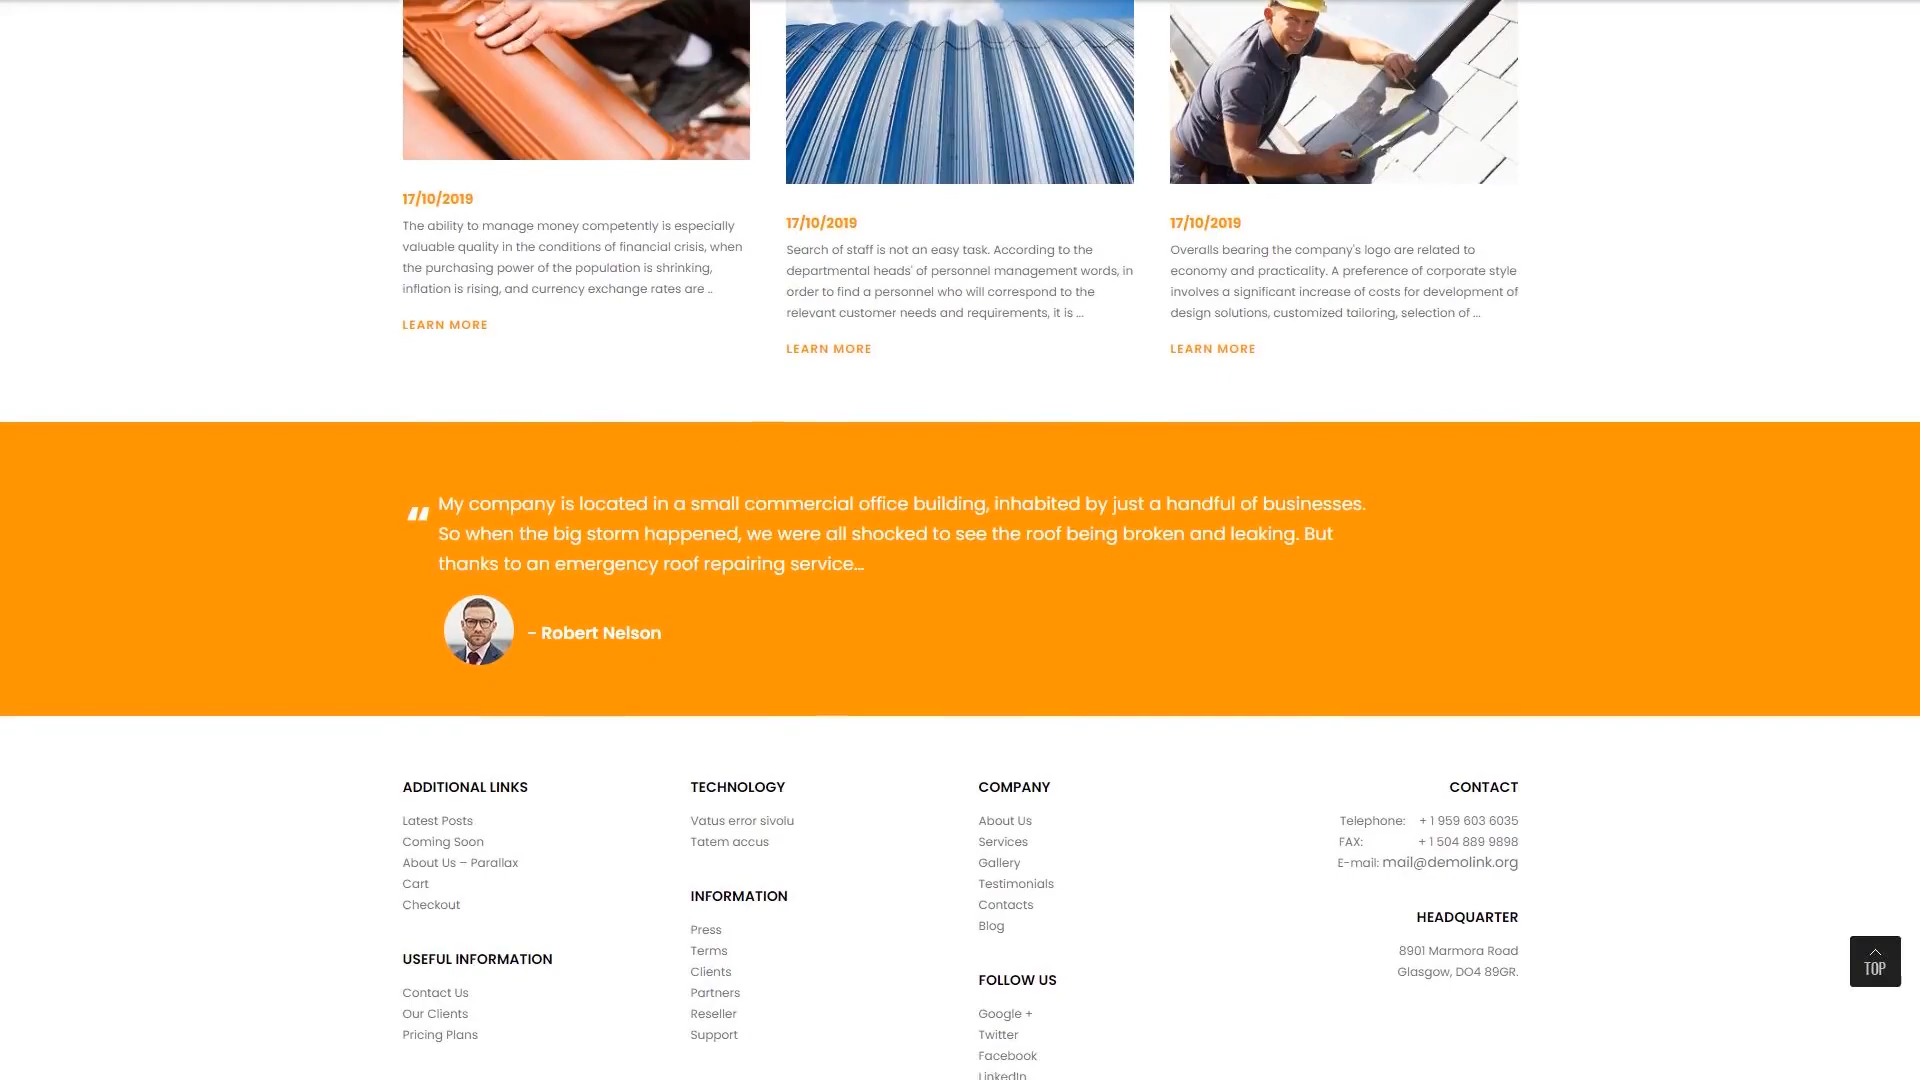 17/10/2019
The ability to manage money competently is especially
valuable quality in the conditions of financial crisis, when
the purchasing power of the population is shrinking,
inflation is rising, and currency exchange rates are ..
LEARN MORE
17/10/2019
Search of staff is not an easy task. According to the
departmental heads' of personnel management words, in
order to find a personnel who will correspond to the
relevant customer needs and requirements, it is ...
LEARN MORE
17/10/2019
Overalls bearing the company's logo are related to
economy and practicality. A preference of corporate style
involves a significant increase of costs for development of
design solutions, customized tailoring, selection of ...
LEARN MORE
“ My company is located in a small commercial office building, inhabited by just a handful of businesses.
So when the big storm happened, we were all shocked to see the roof being broken and leaking. But
thanks to an emergency roof repairing service...
- Robert Nelson
ADDITIONAL LINKS
Latest Posts
Coming Soon
About Us – Parallax
Cart
Checkout
USEFUL INFORMATION
Contact Us
Our Clients
Pricing Plans
TECHNOLOGY
Vatus error sivolu
Tatem accus
INFORMATION
Press
Terms
Clients
Partners
Reseller
Support
COMPANY
About Us
Services
Gallery
Testimonials
Contacts
Blog
FOLLOW US
Google +
Twitter
Facebook
LinkedIn
CONTACT
Telephone: + 1 959 603 6035
FAX: + 1 504 889 9898
E-mail: mail@demolink.org
HEADQUARTER
8901 Marmora Road
Glasgow, DO4 89GR.
TOP